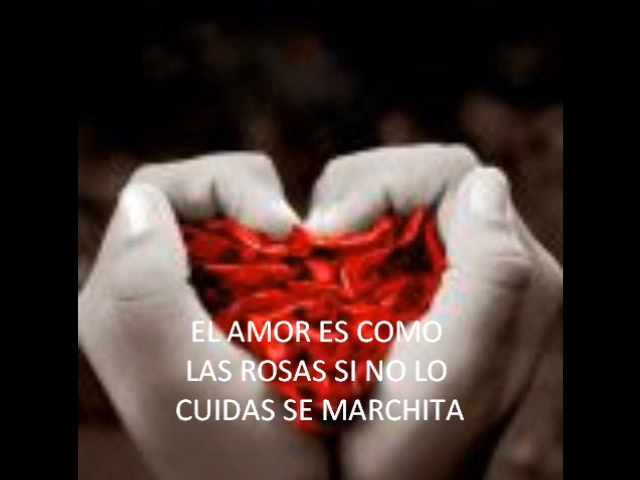 EL AMOR ES COMO
LAS ROSAS SI NO LO
CUIDAS SE MARCHITA